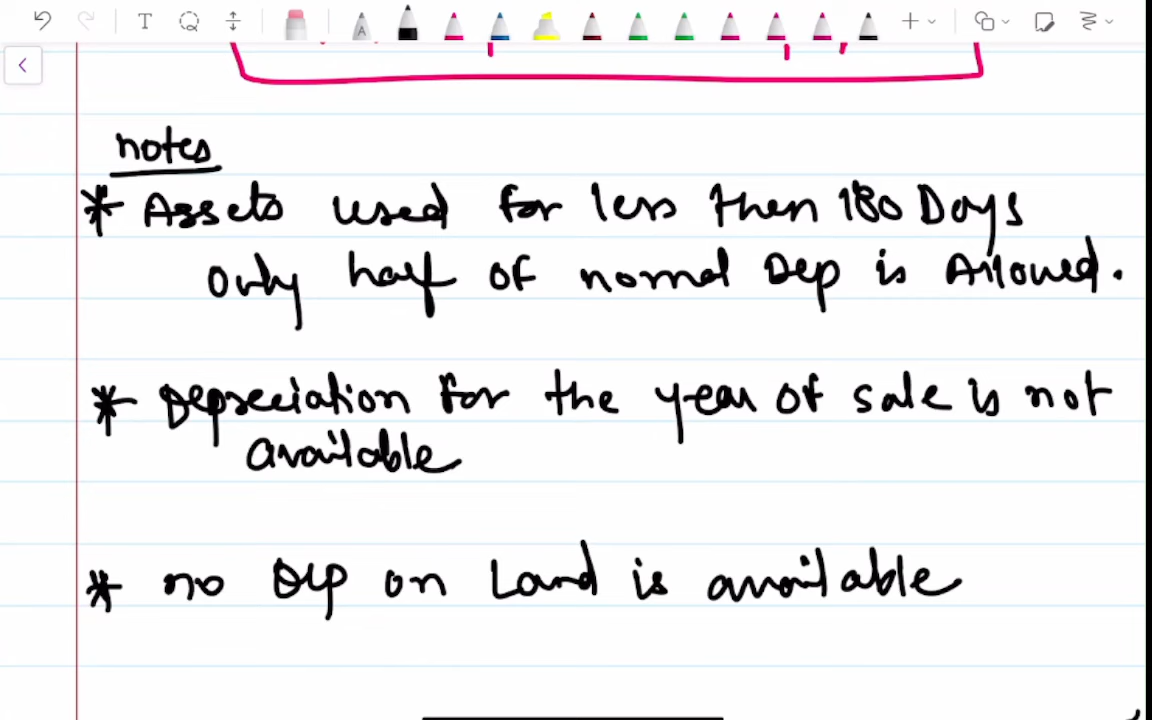 notes
* Assets used for less then 180 Days
only half of normal Dep is Allowed.
* Depreciation for the year of sale is not
available
* no Dep on Land is available